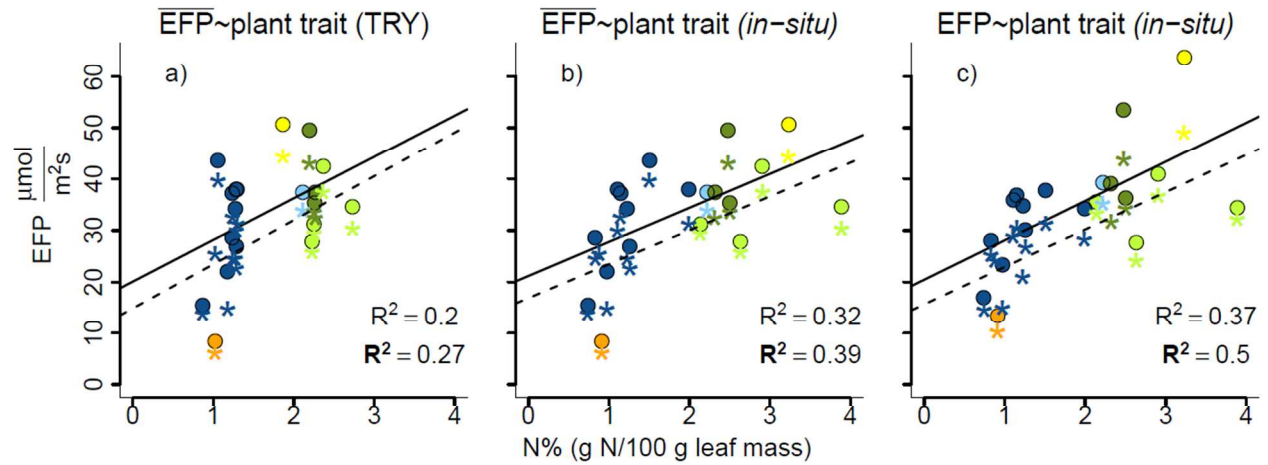 EFP~plant trait (TRY)
EFP~plant trait (in−situ)
EFP~plant trait (in−situ)
a)
b)
c)
EFP μmol/m²s
0 10 20 30 40 50 60
R² = 0.2
R² = 0.27
R² = 0.32
R² = 0.39
R² = 0.37
R² = 0.5
0 1 2 3 4
0 1 2 3 4
0 1 2 3 4
N% (g N/100 g leaf mass)